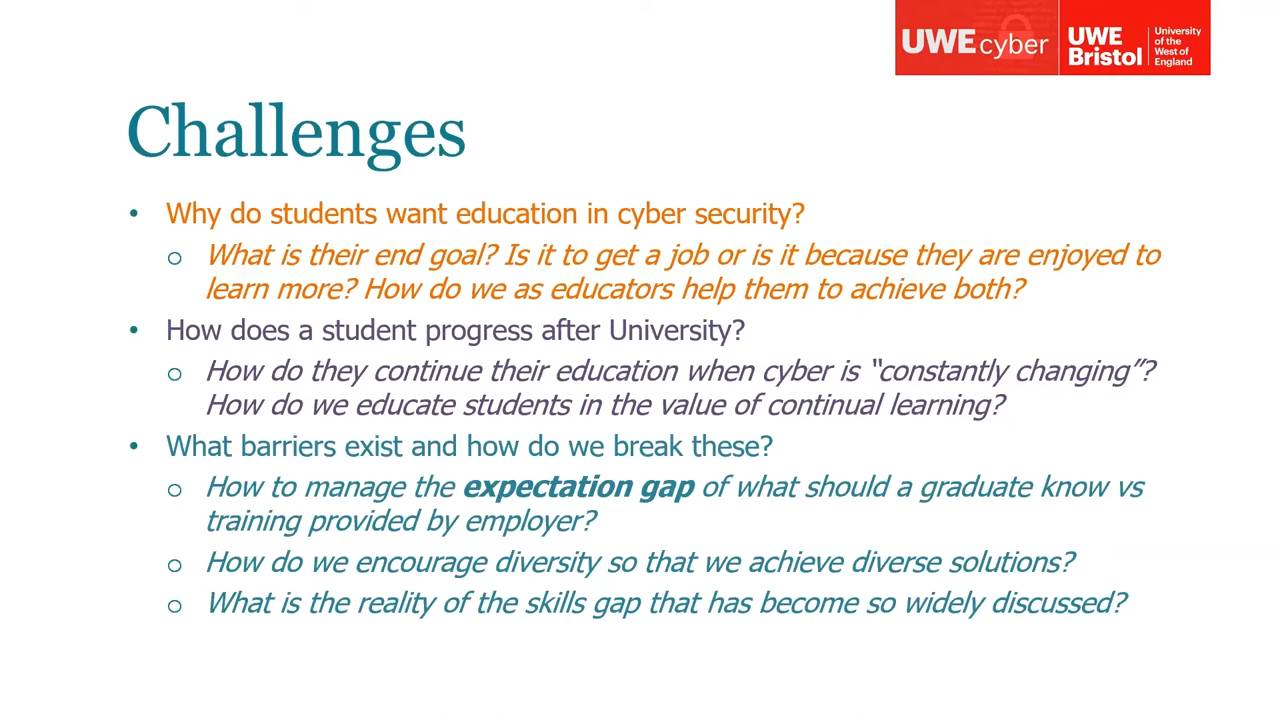 UWE cyber
UWE
Bristol
University
of the
West of
England
Challenges
• Why do students want education in cyber security?
o What is their end goal? Is it to get a job or is it because they are enjoyed to
learn more? How do we as educators help them to achieve both?
• How does a student progress after University?
o How do they continue their education when cyber is “constantly changing”?
How do we educate students in the value of continual learning?
• What barriers exist and how do we break these?
o How to manage the expectation gap of what should a graduate know vs
training provided by employer?
o How do we encourage diversity so that we achieve diverse solutions?
o What is the reality of the skills gap that has become so widely discussed?